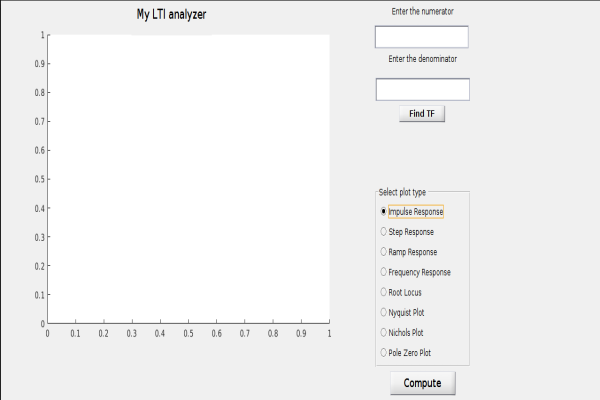 My LTI analyzer
1
0.9
0.8
0.7
0.6
0.5
0.4
0.3
0.2
0.1
0
0 0.1 0.2 0.3 0.4 0.5 0.6 0.7 0.8 0.9 1
Enter the numerator
Enter the denominator
Find TF
Select plot type
Impulse Response
Step Response
Ramp Response
Frequency Response
Root Locus
Nyquist Plot
Nichols Plot
Pole Zero Plot
Compute